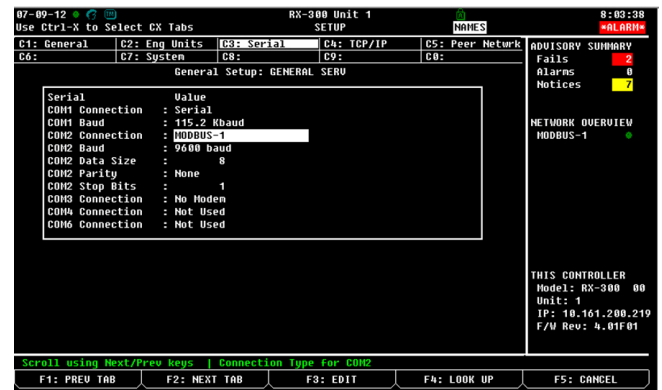 07-09-12 RX-300 Unit 1 8:03:38
Use Ctrl-X to Select CX Tabs SETUP NAMES *ALARM*
C1: General C2: Eng Units C3: Serial C4: TCP/IP C5: Peer Netwrk
C6: C7: System C8: C9: C0:
General Setup: GENERAL SERV
Serial Value
COM1 Connection : Serial
COM1 Baud : 115.2 Kbaud
COM2 Connection : MODBUS-1
COM2 Baud : 9600 baud
COM2 Data Size : 8
COM2 Parity : None
COM2 Stop Bits : 1
COM3 Connection : No Modem
COM4 Connection : Not Used
COM6 Connection : Not Used
ADVISORY SUMMARY
Fails 2
Alarms 0
Notices 7
NETWORK OVERVIEW
MODBUS-1
THIS CONTROLLER
Model: RX-300 00
Unit: 1
IP: 10.161.200.219
F/W Rev: 4.01F01
Scroll using Next/Prev keys | Connection Type for COM2
F1: PREV TAB F2: NEXT TAB F3: EDIT F4: LOOK UP F5: CANCEL